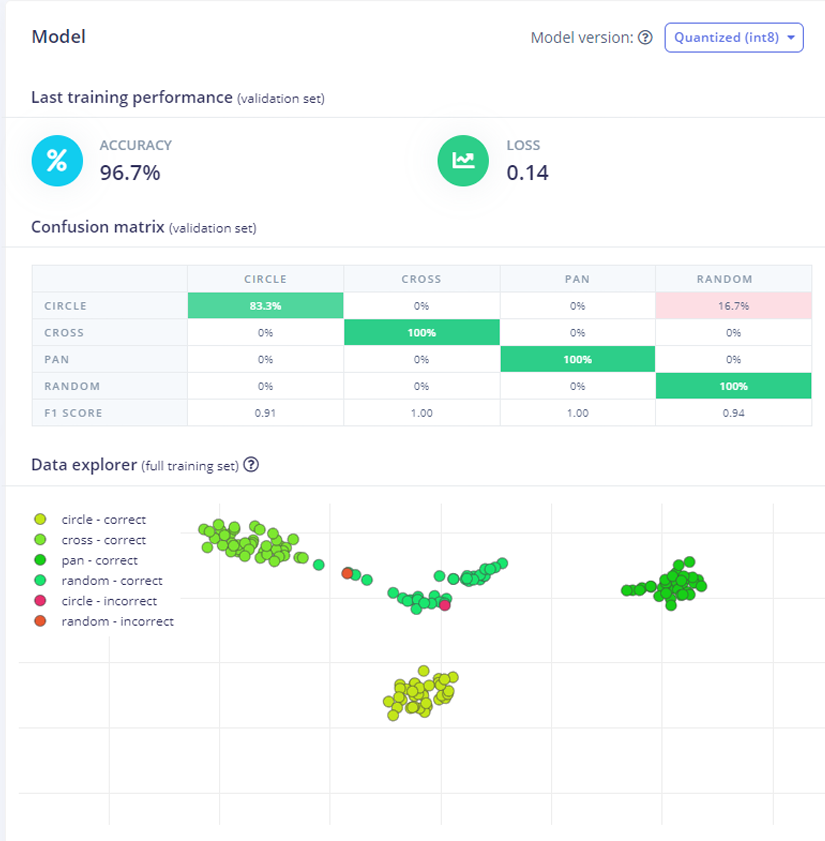 Model
Model version: Quantized (int8)
Last training performance (validation set)
% ACCURACY LOSS
96.7% 0.14
Confusion matrix (validation set)
CIRCLE CROSS PAN RANDOM
CIRCLE 83.3% 0% 0% 16.7%
CROSS 0% 100% 0% 0%
PAN 0% 0% 100% 0%
RANDOM 0% 0% 0% 100%
F1 SCORE 0.91 1.00 1.00 0.94
Data explorer (full training set) ?
circle - correct
cross - correct
pan - correct
random - correct
circle - incorrect
random - incorrect